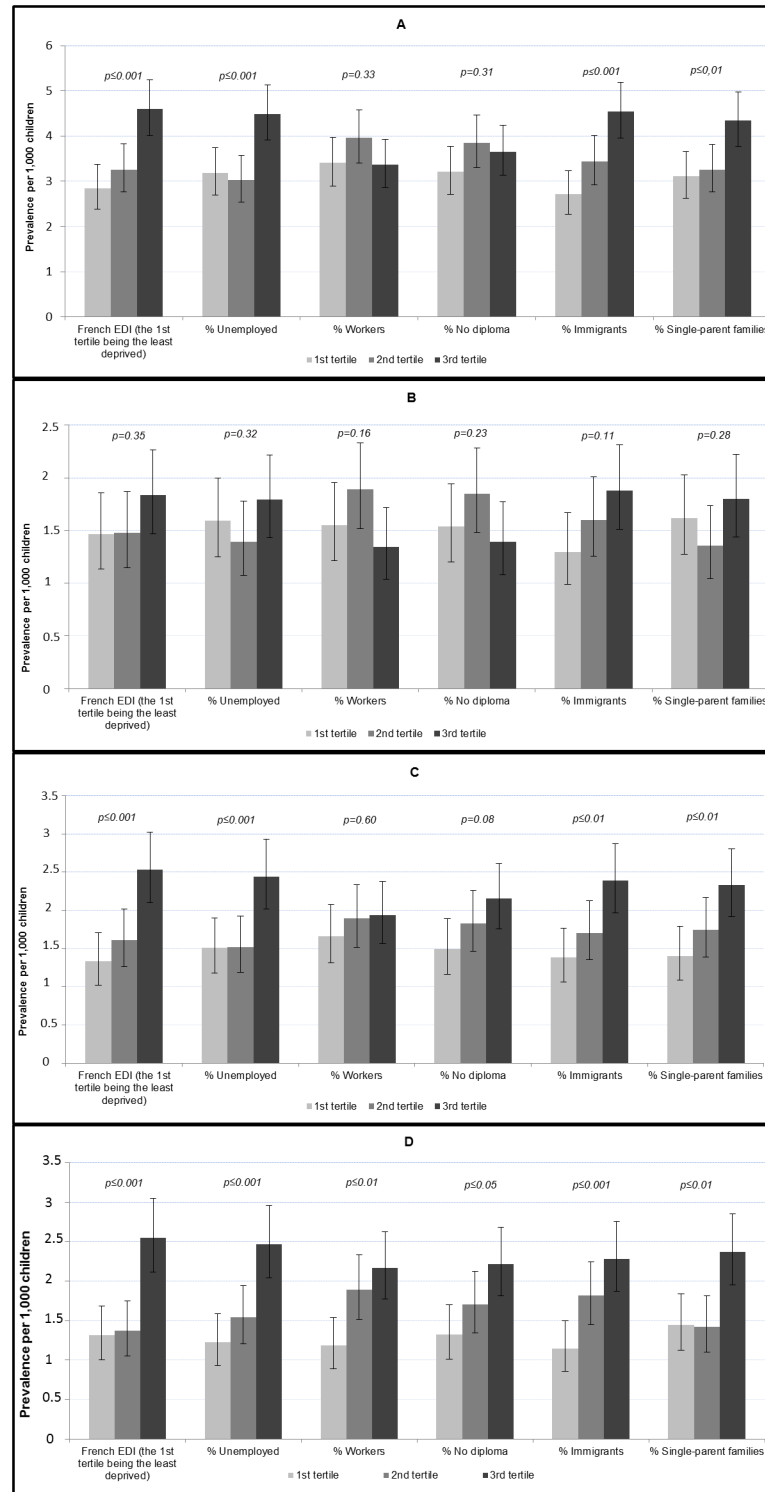 A
Prevalence per 1,000 children
6
5
4
3
2
1
0
p≤0.001
p≤0.001
p=0.33
p=0.31
p≤0.001
p≤0,01
French EDI (the 1st
tertile being the least
deprived)
% Unemployed
% Workers
% No diploma
% Immigrants
% Single-parent families
1st tertile
2nd tertile
3rd tertile
B
Prevalence per 1,000 children
2.5
2
1.5
1
0.5
0
p=0.35
p=0.32
p=0.16
p=0.23
p=0.11
p=0.28
French EDI (the 1st
tertile being the least
deprived)
% Unemployed
% Workers
% No diploma
% Immigrants
% Single-parent families
1st tertile
2nd tertile
3rd tertile
C
Prevalence per 1,000 children
3.5
3
2.5
2
1.5
1
0.5
0
p≤0.001
p≤0.001
p=0.60
p=0.08
p≤0.01
p≤0.01
French EDI (the 1st
tertile being the least
deprived)
% Unemployed
% Workers
% No diploma
% Immigrants
% Single-parent families
1st tertile
2nd tertile
3rd tertile
D
Prevalence per 1,000 children
3.5
3
2.5
2
1.5
1
0.5
0
p≤0.001
p≤0.001
p≤0.01
p≤0.05
p≤0.001
p≤0.01
French EDI (the 1st
tertile being the least
deprived)
% Unemployed
% Workers
% No diploma
% Immigrants
% Single-parent families
1st tertile
2nd tertile
3rd tertile